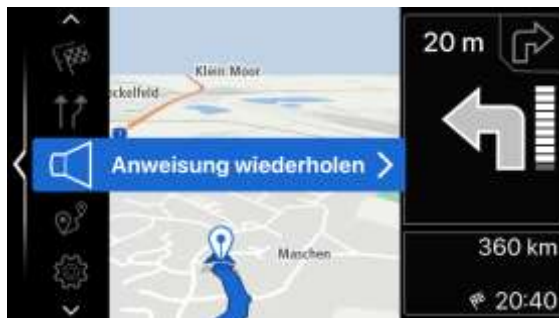 Klein Moor
ckelfeld
Anweisung wiederholen
Maschen
20 m
360 km
20:40